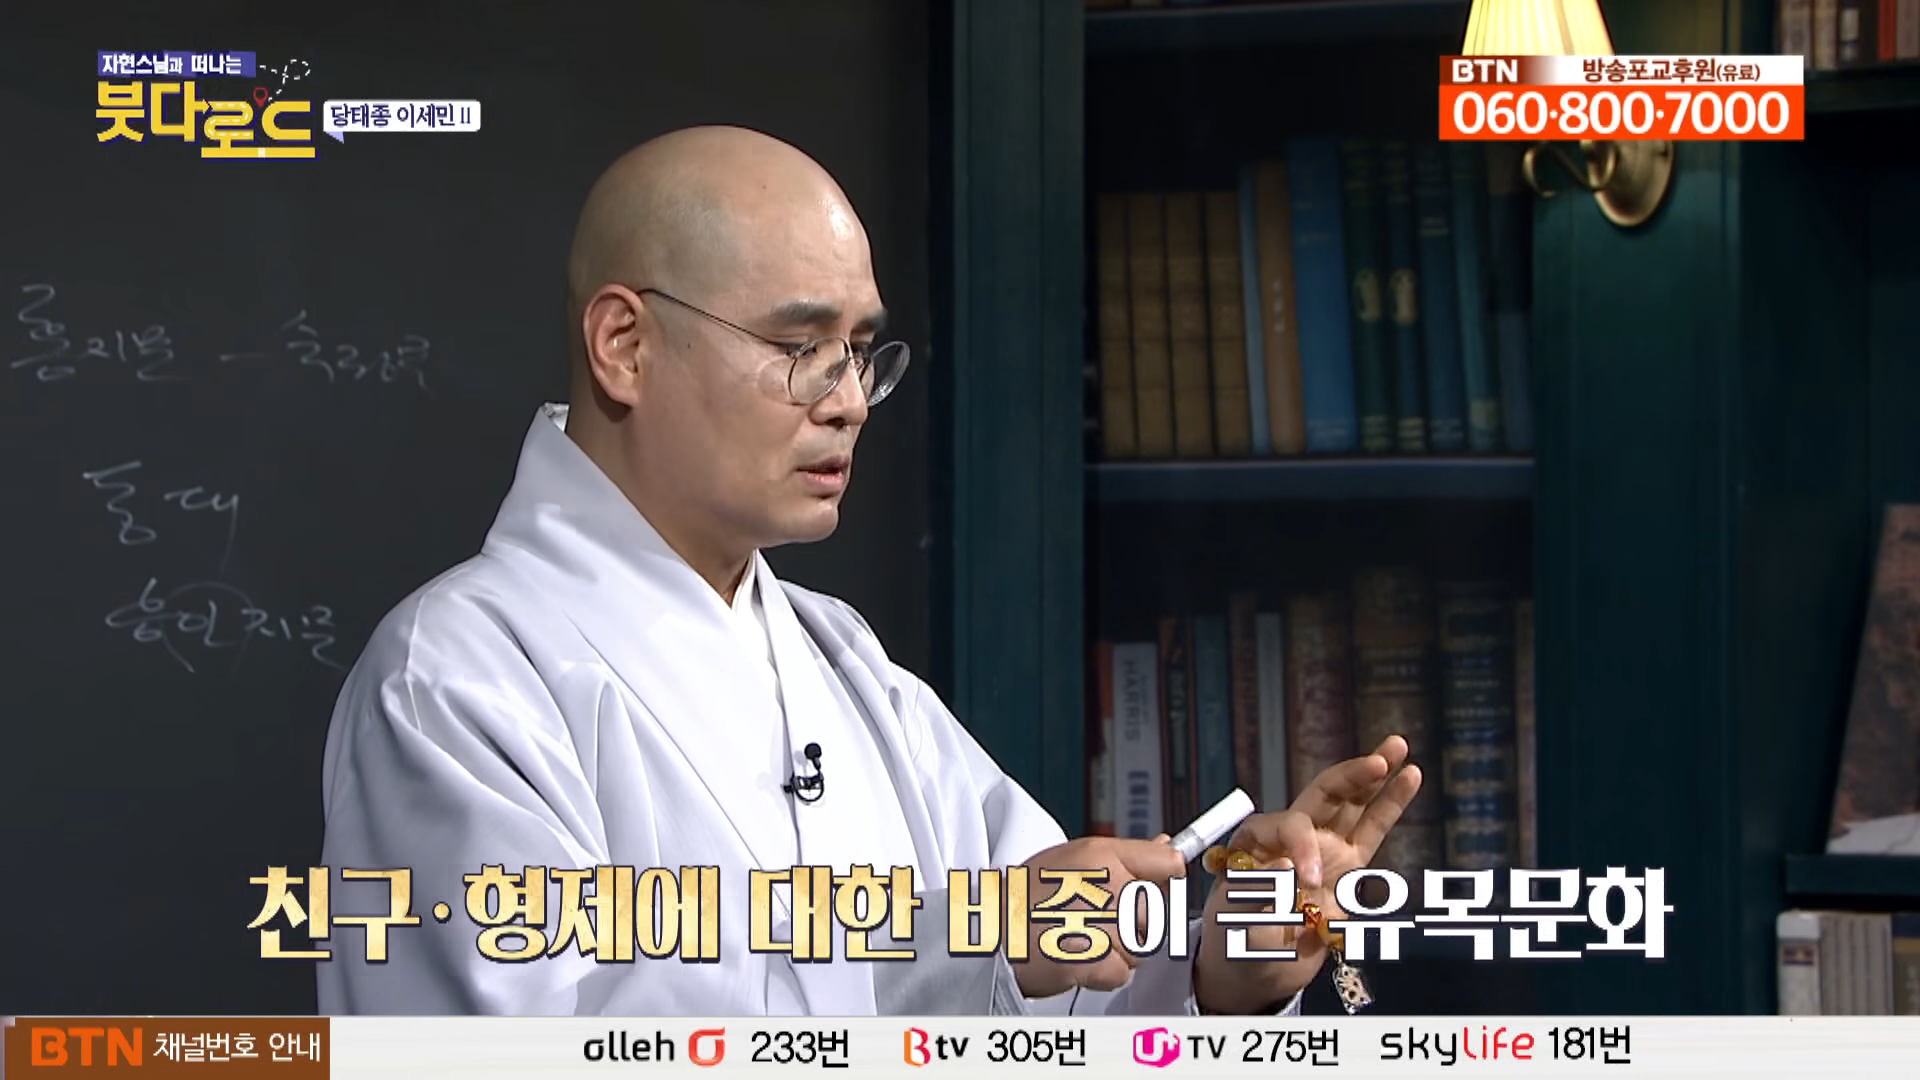 자현스님과 떠나는
붓다로드
당태종 이세민 II
BTN 방송포교후원(유료)
060·800·7000
HARRIS
친구·형제에 대한 비중이 큰 유목문화
BTN 채널번호 안내
olleh 233번 B tv 305번 U+ TV 275번 skylife 181번